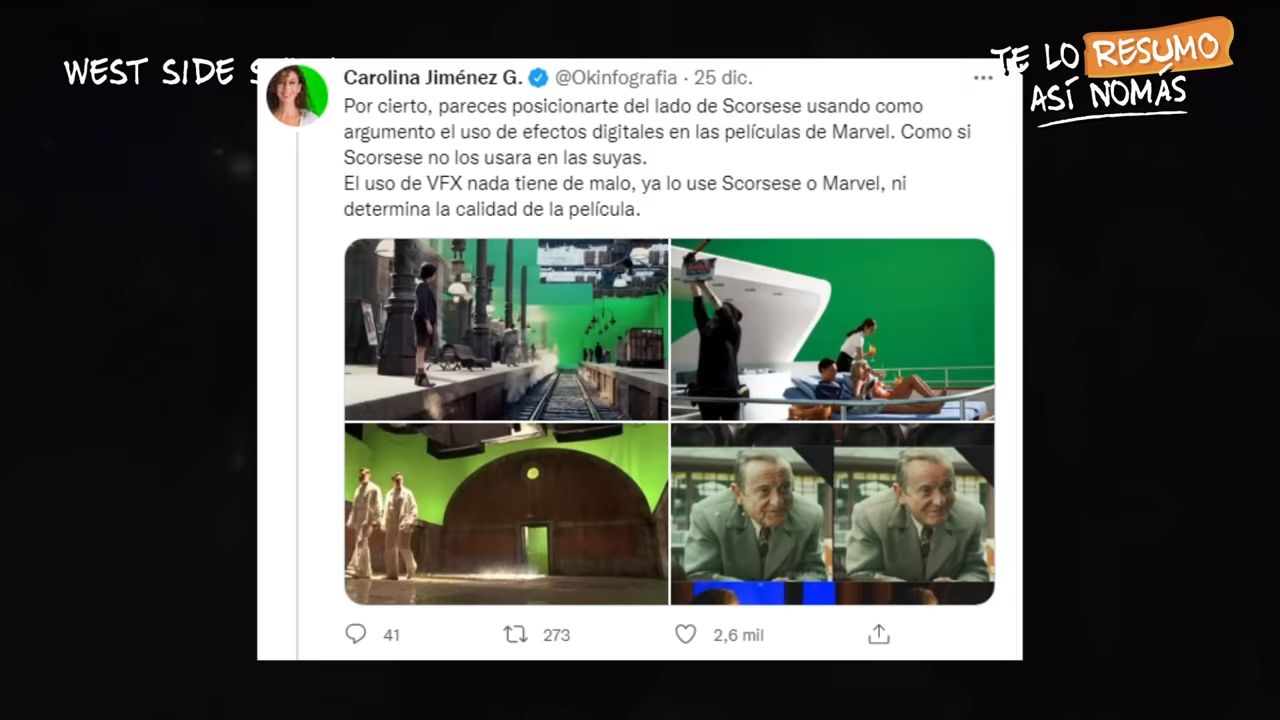 WEST SIDE S
TE LO RESUMO
ASÍ NOMÁS
Carolina Jiménez G. @Okinfografia · 25 dic.
Por cierto, pareces posicionarte del lado de Scorsese usando como
argumento el uso de efectos digitales en las películas de Marvel. Como si
Scorsese no los usara en las suyas.
El uso de VFX nada tiene de malo, ya lo use Scorsese o Marvel, ni
determina la calidad de la película.
41 273 2,6 mil